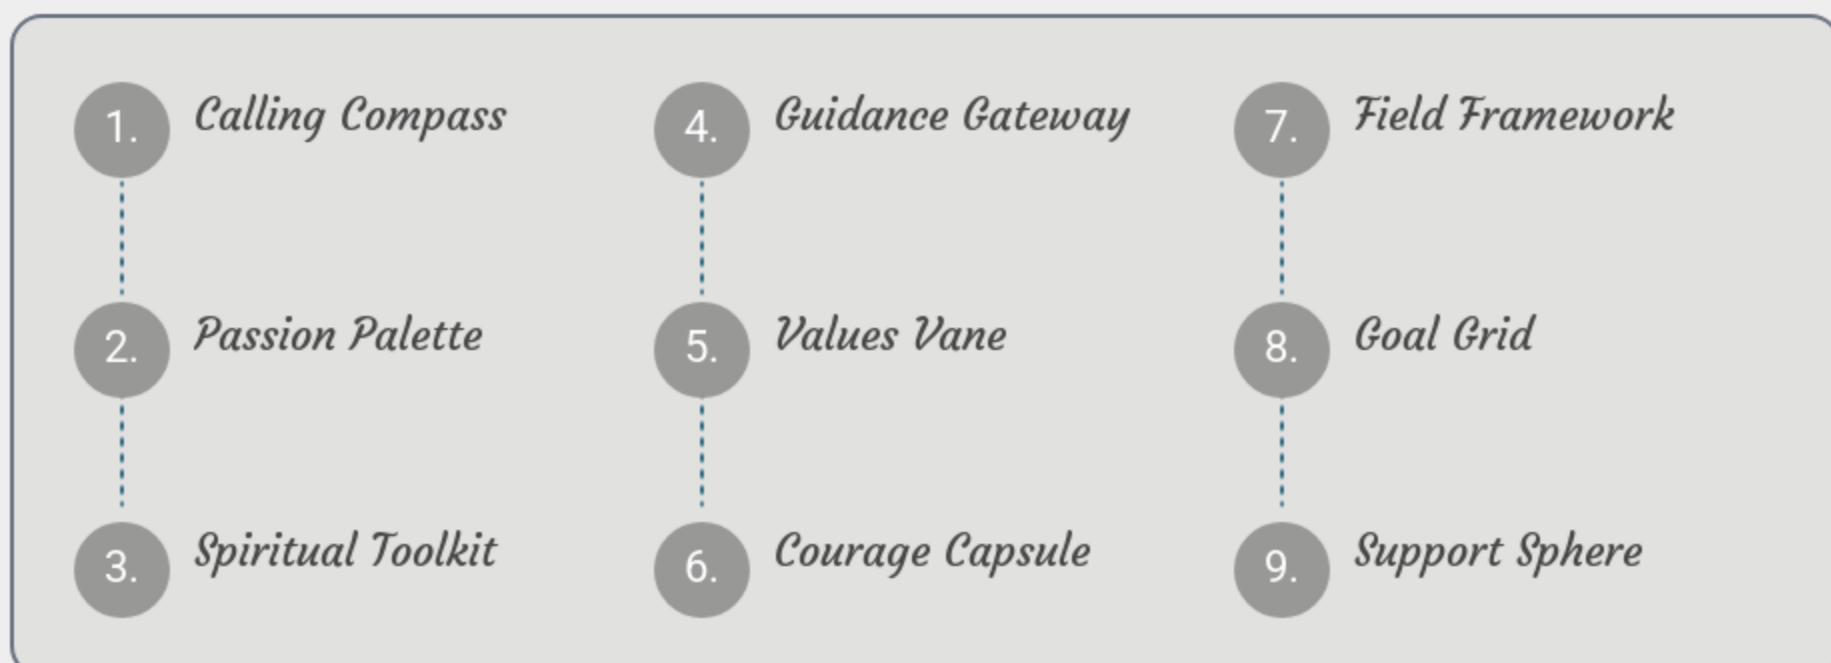 1. Calling Compass
2. Passion Palette
3. Spiritual Toolkit
4. Guidance Gateway
5. Values Vane
6. Courage Capsule
7. Field Framework
8. Goal Grid
9. Support Sphere